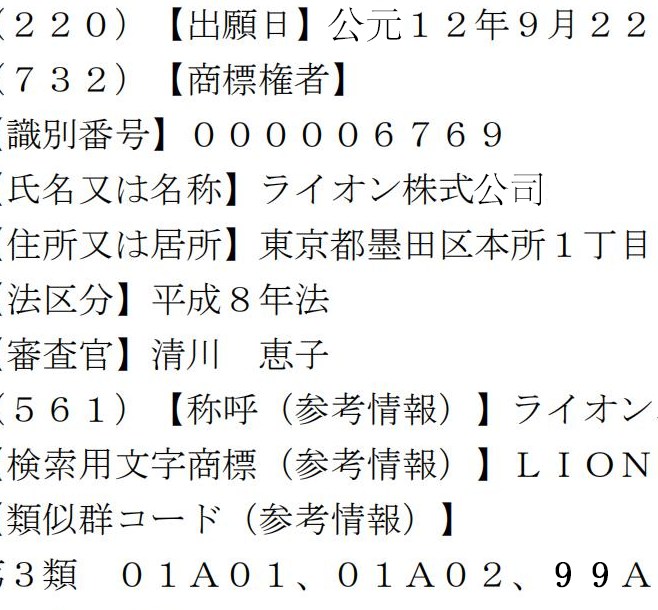 （２２０）【出願日】公元１２年９月２２
（７３２）【商標権者】
【識別番号】０００００６７６９
【氏名又は名称】ライオン株式公司
【住所又は居所】東京都墨田区本所１丁目
【法区分】平成８年法
【審査官】清川　恵子
（５６１）【称呼（参考情報）】ライオン
【検索用文字商標（参考情報）】ＬＩＯＮ
【類似群コード（参考情報）】
第３類　０１Ａ０１、０１Ａ０２、９９Ａ